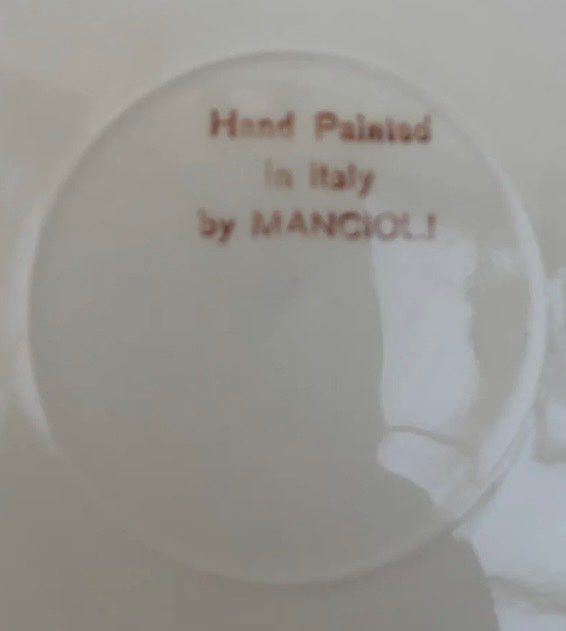 Hand Painted
in Italy
by MANCIOLI